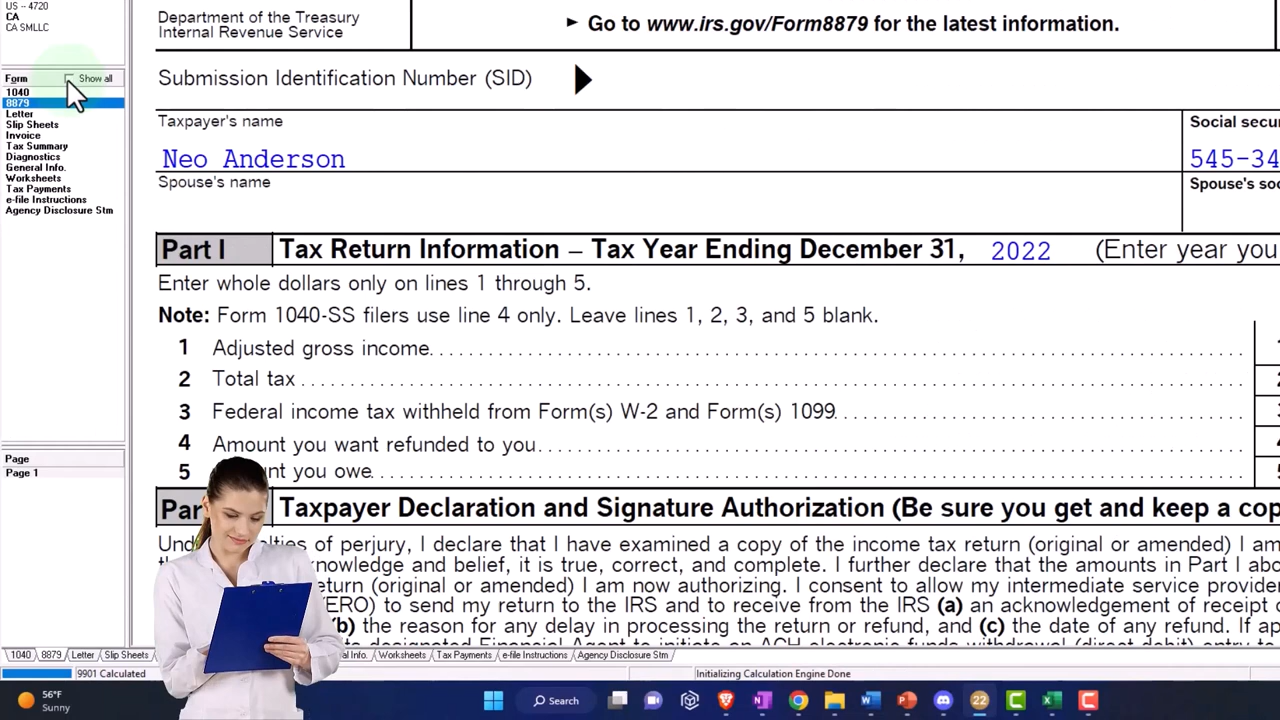 US -- 4720
CA
CA SMLLC
Form
Show all
1040
8879
Letter
Slip Sheets
Invoice
Tax Summary
Diagnostics
General Info.
Worksheets
Tax Payments
e-file Instructions
Agency Disclosure Stm
Page
Page 1
Department of the Treasury
Internal Revenue Service
► Go to www.irs.gov/Form8879 for the latest information.
Submission Identification Number (SID)
Taxpayer's name
Social secu
Neo Anderson
545-34
Spouse's name
Spouse's so
Part I Tax Return Information – Tax Year Ending December 31, 2022 (Enter year you
Enter whole dollars only on lines 1 through 5.
Note: Form 1040-SS filers use line 4 only. Leave lines 1, 2, 3, and 5 blank.
1 Adjusted gross income
2 Total tax
3 Federal income tax withheld from Form(s) W-2 and Form(s) 1099
4 Amount you want refunded to you
5 you owe
Taxpayer Declaration and Signature Authorization (Be sure you get and keep a cop
of perjury, I declare that I have examined a copy of the income tax return (original or amended) I am
knowledge and belief, it is true, correct, and complete. I further declare that the amounts in Part I abo
return (original or amended) I am now authorizing. I consent to allow my intermediate service provide
(ERO) to send my return to the IRS and to receive from the IRS (a) an acknowledgement of receipt
(b) the reason for any delay in processing the return or refund, and (c) the date of any refund. If ap
1040 8879 Letter Slip Sheets Info. Worksheets Tax Payments e-file Instructions Agency Disclosure Stm
9901 Calculated
Initializing Calculation Engine Done
56°F
Sunny
Search
22